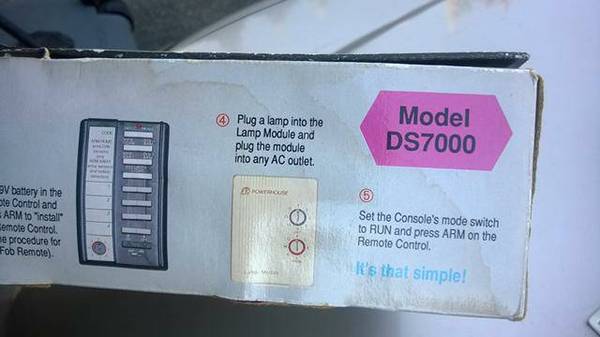 9V battery in the
ote Control and
ARM to "install"
emote Control.
e procedure for
Fob Remote).
CODE
④ Plug a lamp into the
Lamp Module and
plug the module
into any AC outlet.
POWERHOUSE
Model
DS7000
⑤
Set the Console's mode switch
to RUN and press ARM on the
Remote Control.
It's that simple!